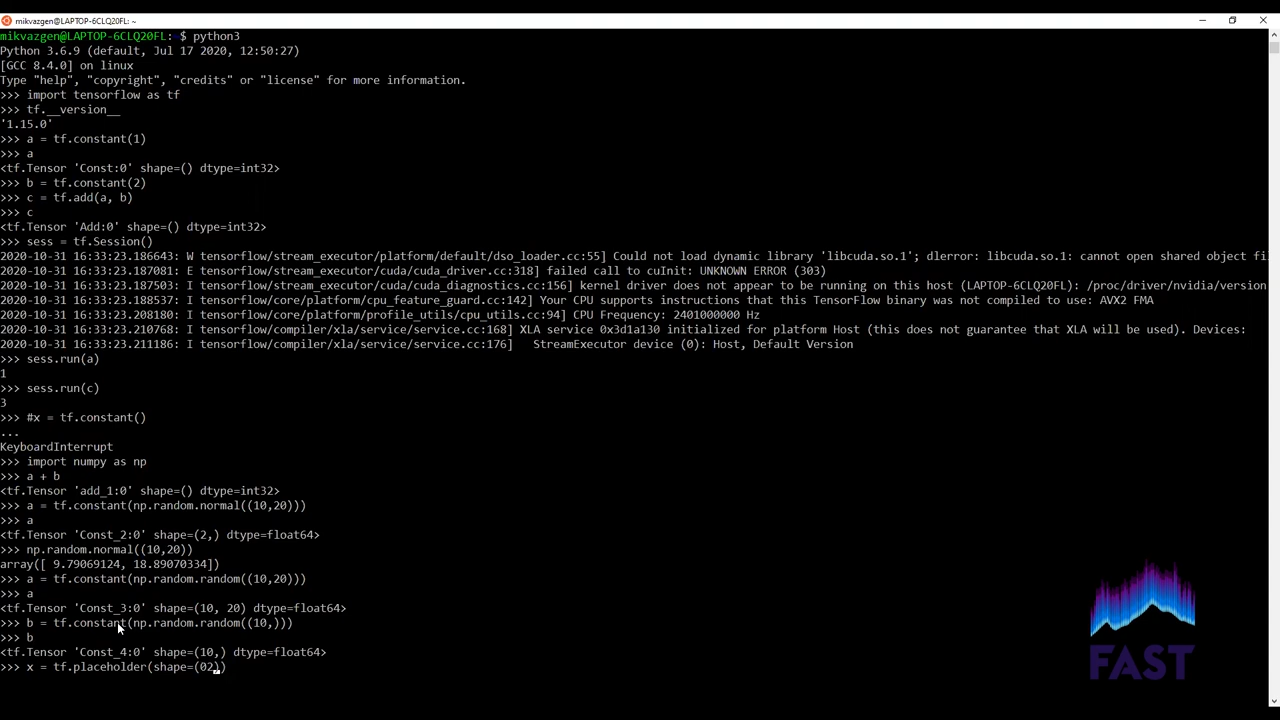 mikvazgen@LAPTOP-6CLQ20FL: ~
mikvazgen@LAPTOP-6CLQ20FL:~$ python3
Python 3.6.9 (default, Jul 17 2020, 12:50:27)
[GCC 8.4.0] on linux
Type "help", "copyright", "credits" or "license" for more information.
>>> import tensorflow as tf
>>> tf.__version__
'1.15.0'
>>> a = tf.constant(1)
>>> a
<tf.Tensor 'Const:0' shape=() dtype=int32>
>>> b = tf.constant(2)
>>> c = tf.add(a, b)
>>> c
<tf.Tensor 'Add:0' shape=() dtype=int32>
>>> sess = tf.Session()
2020-10-31 16:33:23.186643: W tensorflow/stream_executor/platform/default/dso_loader.cc:55] Could not load dynamic library 'libcuda.so.1'; dlerror: libcuda.so.1: cannot open shared object fi
2020-10-31 16:33:23.187081: E tensorflow/stream_executor/cuda/cuda_driver.cc:318] failed call to cuInit: UNKNOWN ERROR (303)
2020-10-31 16:33:23.187503: I tensorflow/stream_executor/cuda/cuda_diagnostics.cc:156] kernel driver does not appear to be running on this host (LAPTOP-6CLQ20FL): /proc/driver/nvidia/version
2020-10-31 16:33:23.188537: I tensorflow/core/platform/cpu_feature_guard.cc:142] Your CPU supports instructions that this TensorFlow binary was not compiled to use: AVX2 FMA
2020-10-31 16:33:23.208180: I tensorflow/core/platform/profile_utils/cpu_utils.cc:94] CPU Frequency: 2401000000 Hz
2020-10-31 16:33:23.210768: I tensorflow/compiler/xla/service/service.cc:168] XLA service 0x3d1a130 initialized for platform Host (this does not guarantee that XLA will be used). Devices:
2020-10-31 16:33:23.211186: I tensorflow/compiler/xla/service/service.cc:176]   StreamExecutor device (0): Host, Default Version
>>> sess.run(a)
1
>>> sess.run(c)
3
>>> #x = tf.constant()
...
KeyboardInterrupt
>>> import numpy as np
>>> a + b
<tf.Tensor 'add_1:0' shape=() dtype=int32>
>>> a = tf.constant(np.random.normal((10,20)))
>>> a
<tf.Tensor 'Const_2:0' shape=(2,) dtype=float64>
>>> np.random.normal((10,20))
array([ 9.79069124, 18.89070334])
>>> a = tf.constant(np.random.random((10,20)))
>>> a
<tf.Tensor 'Const_3:0' shape=(10, 20) dtype=float64>
>>> b = tf.constant(np.random.random((10,)))
>>> b
<tf.Tensor 'Const_4:0' shape=(10,) dtype=float64>
>>> x = tf.placeholder(shape=(02))
FAST